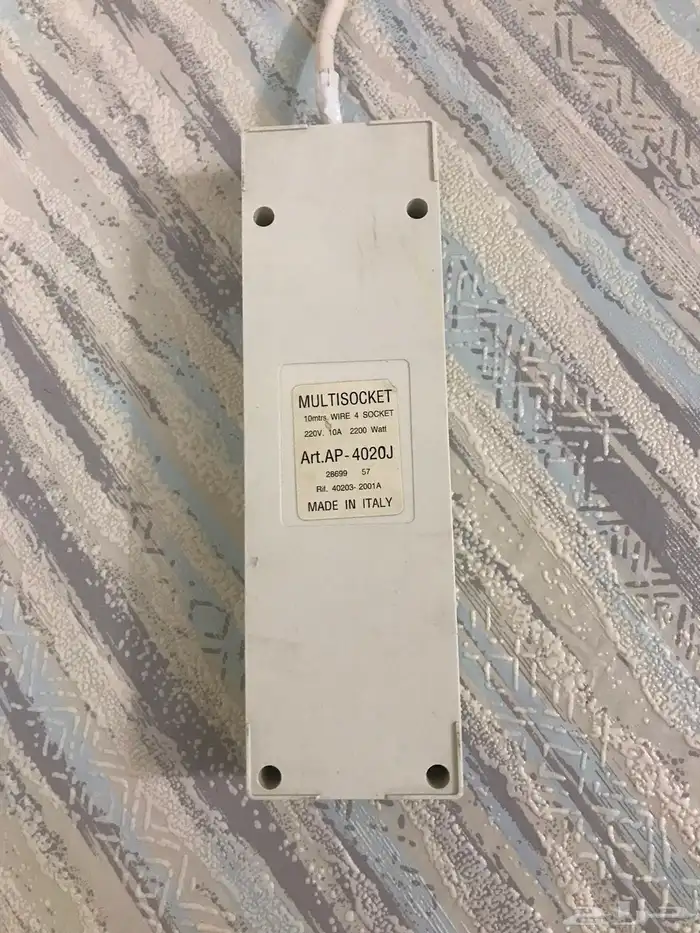 MULTISOCKET
10mtrs. WIRE 4 SOCKET
220V. 10A 2200 Watt
Art.AP-4020J
28699 57
Rif. 40203-2001A
MADE IN ITALY
حراج